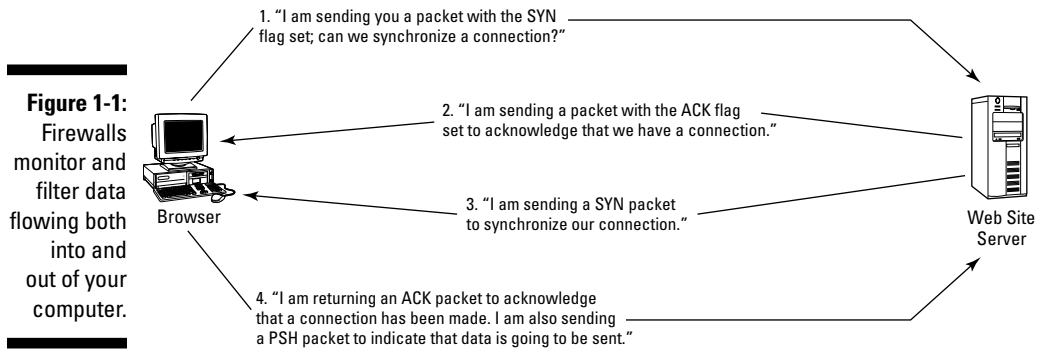 1. “I am sending you a packet with the SYN
flag set; can we synchronize a connection?”
Figure 1-1:
Firewalls
monitor and
filter data
flowing both
into and
out of your
computer.
2. “I am sending a packet with the ACK flag
set to acknowledge that we have a connection.”
3. “I am sending a SYN packet
to synchronize our connection.”
Browser
Web Site
Server
4. “I am returning an ACK packet to acknowledge
that a connection has been made. I am also sending
a PSH packet to indicate that data is going to be sent.”